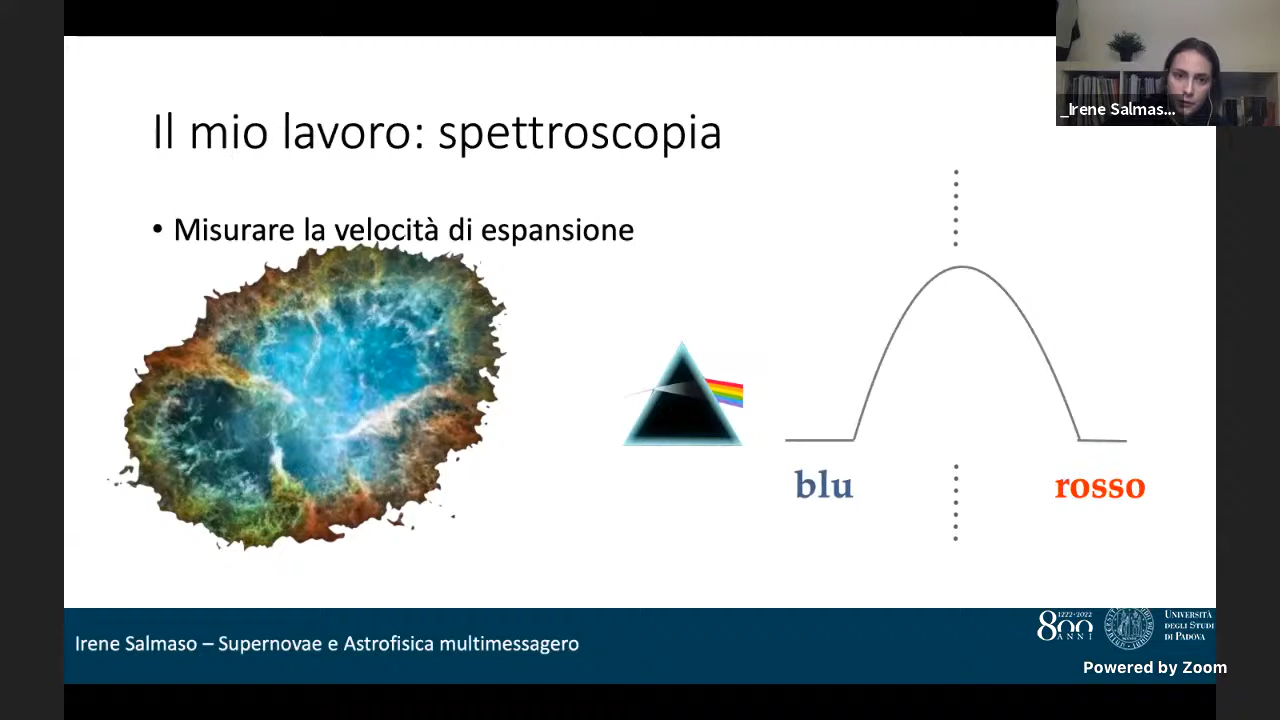 _Irene Salmas...
Il mio lavoro: spettroscopia
• Misurare la velocità di espansione
blu
rosso
Irene Salmaso – Supernovae e Astrofisica multimessagero
1222·2022
800
ANNI
UNIVERSITÀ
DEGLI STUDI
DI PADOVA
Powered by Zoom